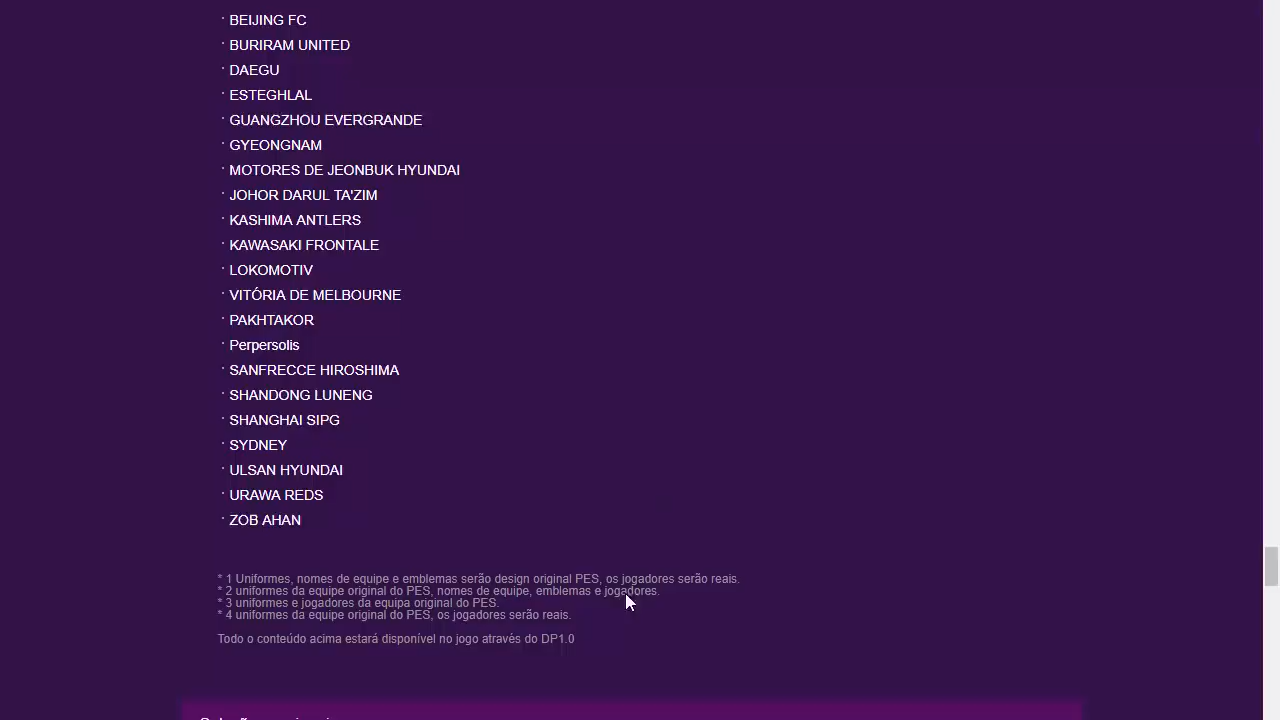 · BEIJING FC
· BURIRAM UNITED
· DAEGU
· ESTEGHLAL
· GUANGZHOU EVERGRANDE
· GYEONGNAM
· MOTORES DE JEONBUK HYUNDAI
· JOHOR DARUL TA'ZIM
· KASHIMA ANTLERS
· KAWASAKI FRONTALE
· LOKOMOTIV
· VITÓRIA DE MELBOURNE
· PAKHTAKOR
· Perpersolis
· SANFRECCE HIROSHIMA
· SHANDONG LUNENG
· SHANGHAI SIPG
· SYDNEY
· ULSAN HYUNDAI
· URAWA REDS
· ZOB AHAN
* 1 Uniformes, nomes de equipe e emblemas serão design original PES, os jogadores serão reais.
* 2 uniformes da equipe original do PES, nomes de equipe, emblemas e jogadores.
* 3 uniformes e jogadores da equipa original do PES.
* 4 uniformes da equipe original do PES, os jogadores serão reais.
Todo o conteúdo acima estará disponível no jogo através do DP1.0